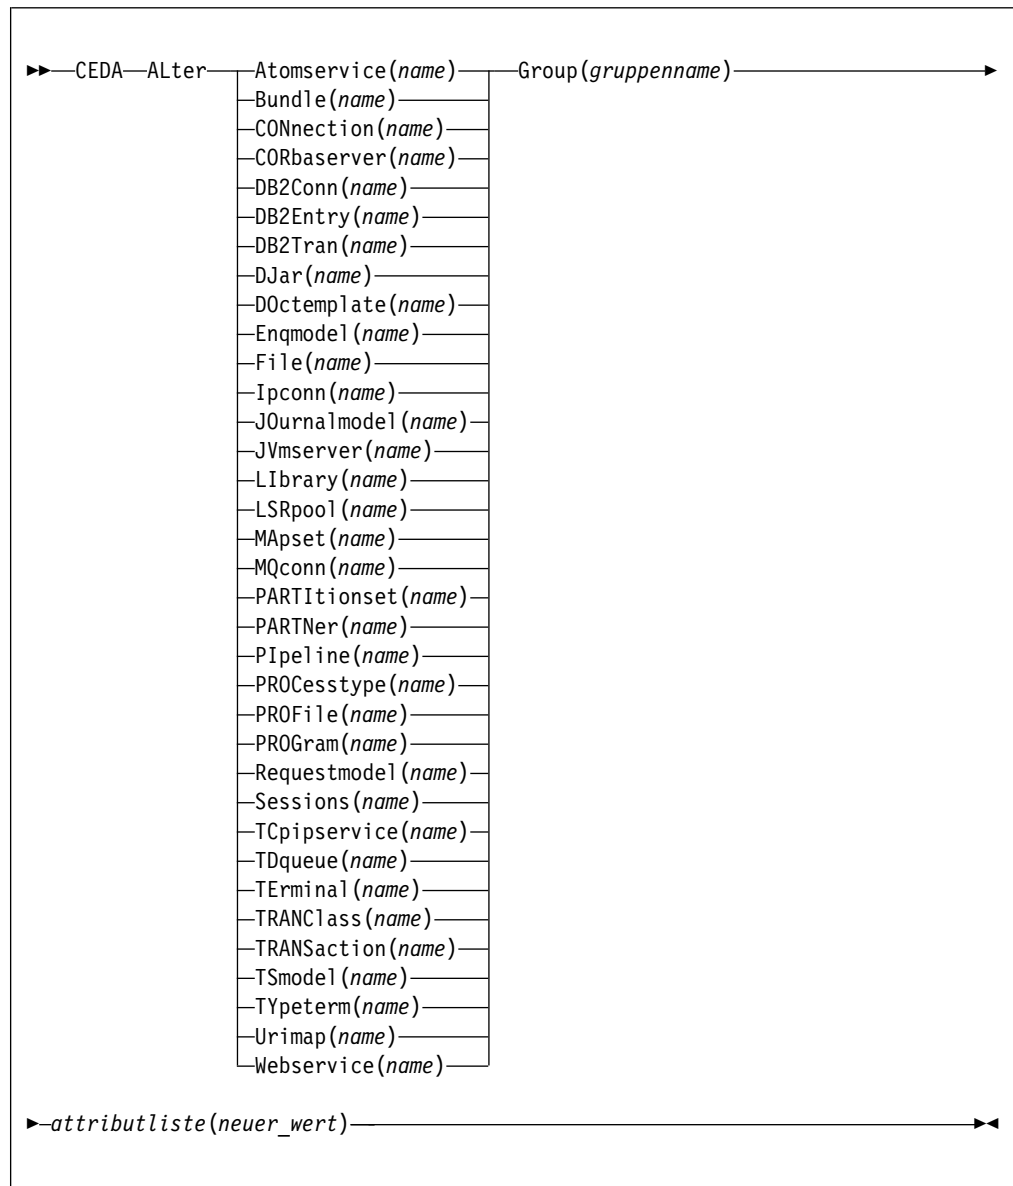 CEDA ALter Atomservice(name) Group(gruppenname)
Bundle(name)
CONnection(name)
CORbaserver(name)
DB2Conn(name)
DB2Entry(name)
DB2Tran(name)
DJar(name)
DOctemplate(name)
Enqmodel(name)
File(name)
Ipconn(name)
JOurnalmodel(name)
JVmserver(name)
LIbrary(name)
LSRpool(name)
MApset(name)
MQconn(name)
PARTItionset(name)
PARTNer(name)
PIpeline(name)
PROCesstype(name)
PROFile(name)
PROGram(name)
Requestmodel(name)
Sessions(name)
TCpipservice(name)
TDqueue(name)
TErminal(name)
TRANClass(name)
TRANSaction(name)
TSmodel(name)
TYpeterm(name)
Urimap(name)
Webservice(name)
attributliste(neuer_wert)